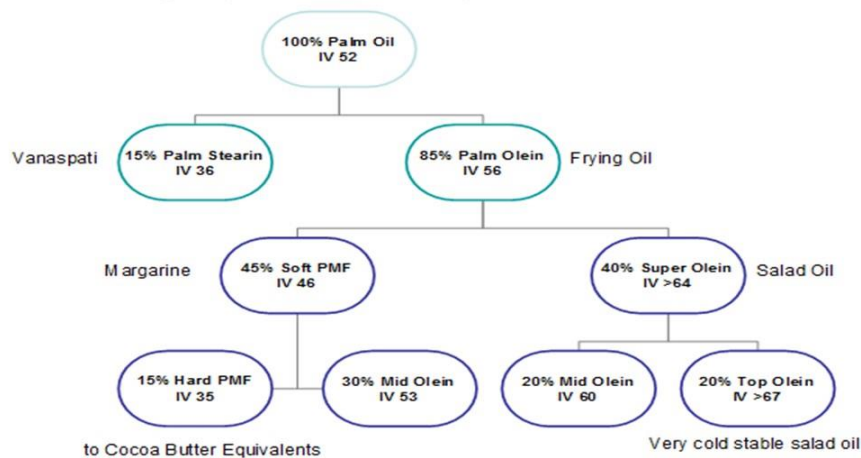 100% Palm Oil
IV 52
Vanaspati
15% Palm Stearin
IV 36
85% Palm Olein
IV 56
Frying Oil
Margarine
45% Soft PMF
IV 46
40% Super Olein
IV >64
Salad Oil
15% Hard PMF
IV 35
30% Mid Olein
IV 53
20% Mid Olein
IV 60
20% Top Olein
IV >67
to Cocoa Butter Equivalents
Very cold stable salad oil